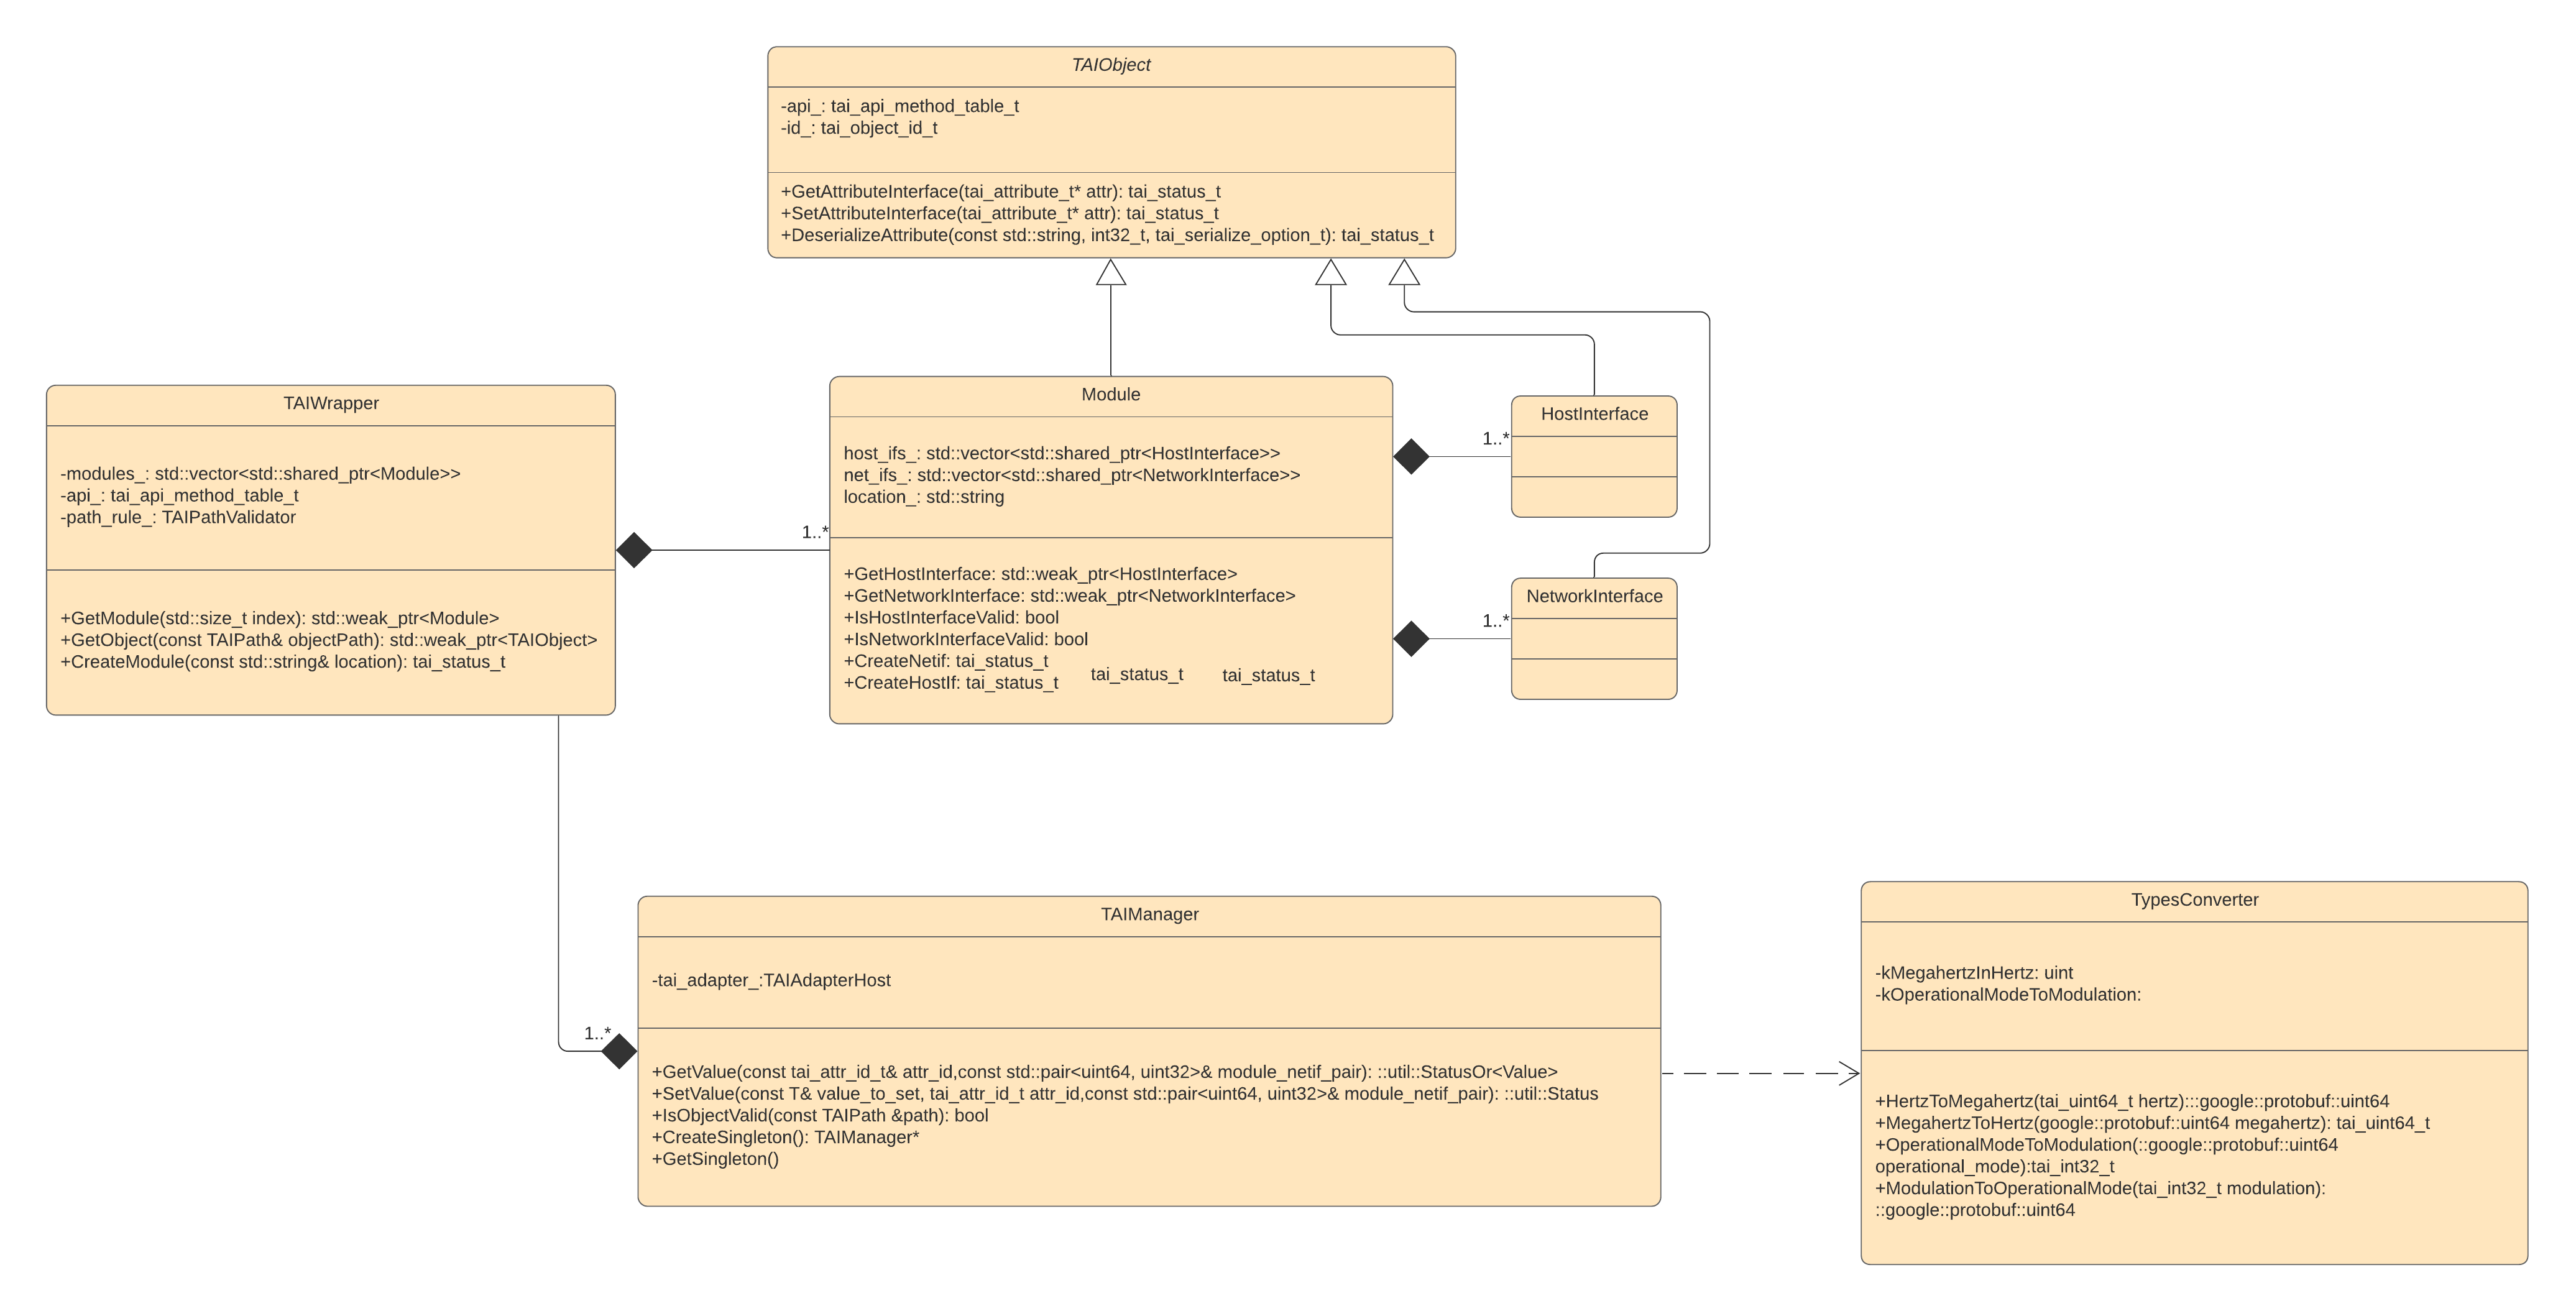 TAIObject
-api_: tai_api_method_table_t
-id_: tai_object_id_t
+GetAttributeInterface(tai_attribute_t* attr): tai_status_t
+SetAttributeInterface(tai_attribute_t* attr): tai_status_t
+DeserializeAttribute(const std::string, int32_t, tai_serialize_option_t): tai_status_t
TAIWrapper
-modules_: std::vector<std::shared_ptr<Module>>
-api_: tai_api_method_table_t
-path_rule_: TAIPathValidator
+GetModule(std::size_t index): std::weak_ptr<Module>
+GetObject(const TAIPath& objectPath): std::weak_ptr<TAIObject>
+CreateModule(const std::string& location): tai_status_t
1..*
Module
host_ifs_: std::vector<std::shared_ptr<HostInterface>>
net_ifs_: std::vector<std::shared_ptr<NetworkInterface>>
location_: std::string
+GetHostInterface: std::weak_ptr<HostInterface>
+GetNetworkInterface: std::weak_ptr<NetworkInterface>
+IsHostInterfaceValid: bool
+IsNetworkInterfaceValid: bool
+CreateNetif: tai_status_t
+CreateHostIf: tai_status_t
tai_status_t
tai_status_t
1..*
HostInterface
1..*
NetworkInterface
1..*
TAIManager
-tai_adapter_:TAIAdapterHost
+GetValue(const tai_attr_id_t& attr_id,const std::pair<uint64, uint32>& module_netif_pair): ::util::StatusOr<Value>
+SetValue(const T& value_to_set, tai_attr_id_t attr_id,const std::pair<uint64, uint32>& module_netif_pair): ::util::Status
+IsObjectValid(const TAIPath &path): bool
+CreateSingleton(): TAIManager*
+GetSingleton()
TypesConverter
-kMegahertzInHertz: uint
-kOperationalModeToModulation:
+HertzToMegahertz(tai_uint64_t hertz):::google::protobuf::uint64
+MegahertzToHertz(google::protobuf::uint64 megahertz): tai_uint64_t
+OperationalModeToModulation(::google::protobuf::uint64
operational_mode):tai_int32_t
+ModulationToOperationalMode(tai_int32_t modulation):
::google::protobuf::uint64